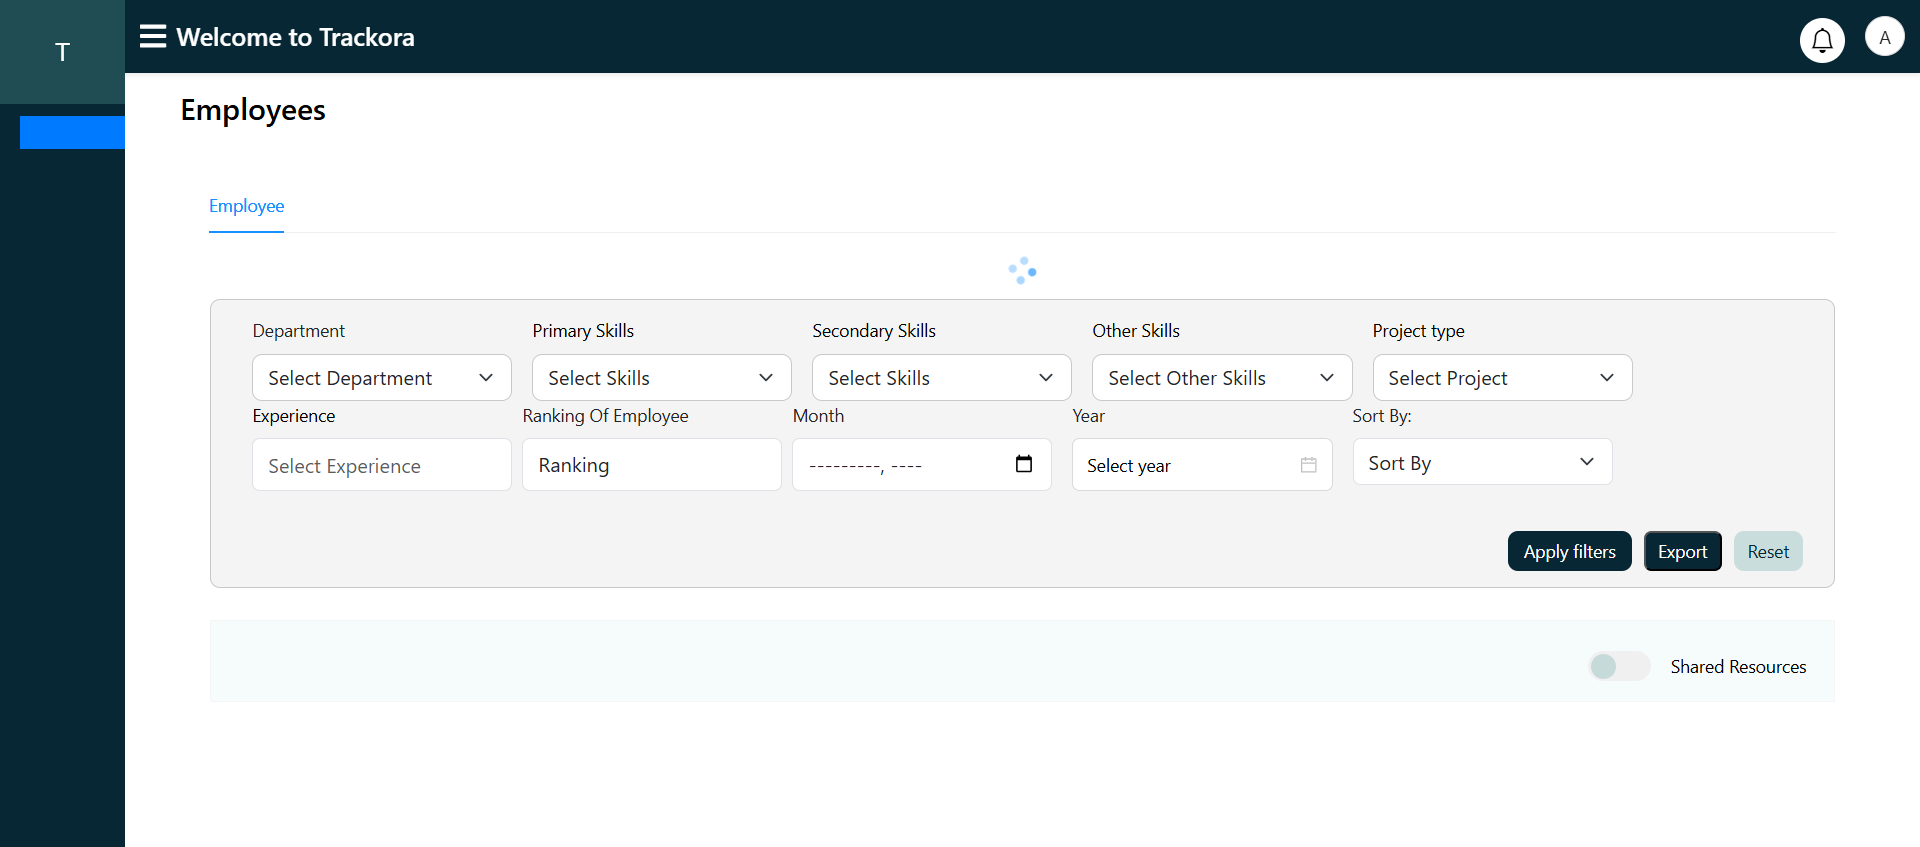 T
Welcome to Trackora
A
Employees
Employee
Department Primary Skills Secondary Skills Other Skills Project type
Select Department Select Skills Select Skills Select Other Skills Select Project
Experience Ranking Of Employee Month Year Sort By:
Select Experience Ranking ---------, ---- Select year Sort By
Apply filters Export Reset
Shared Resources